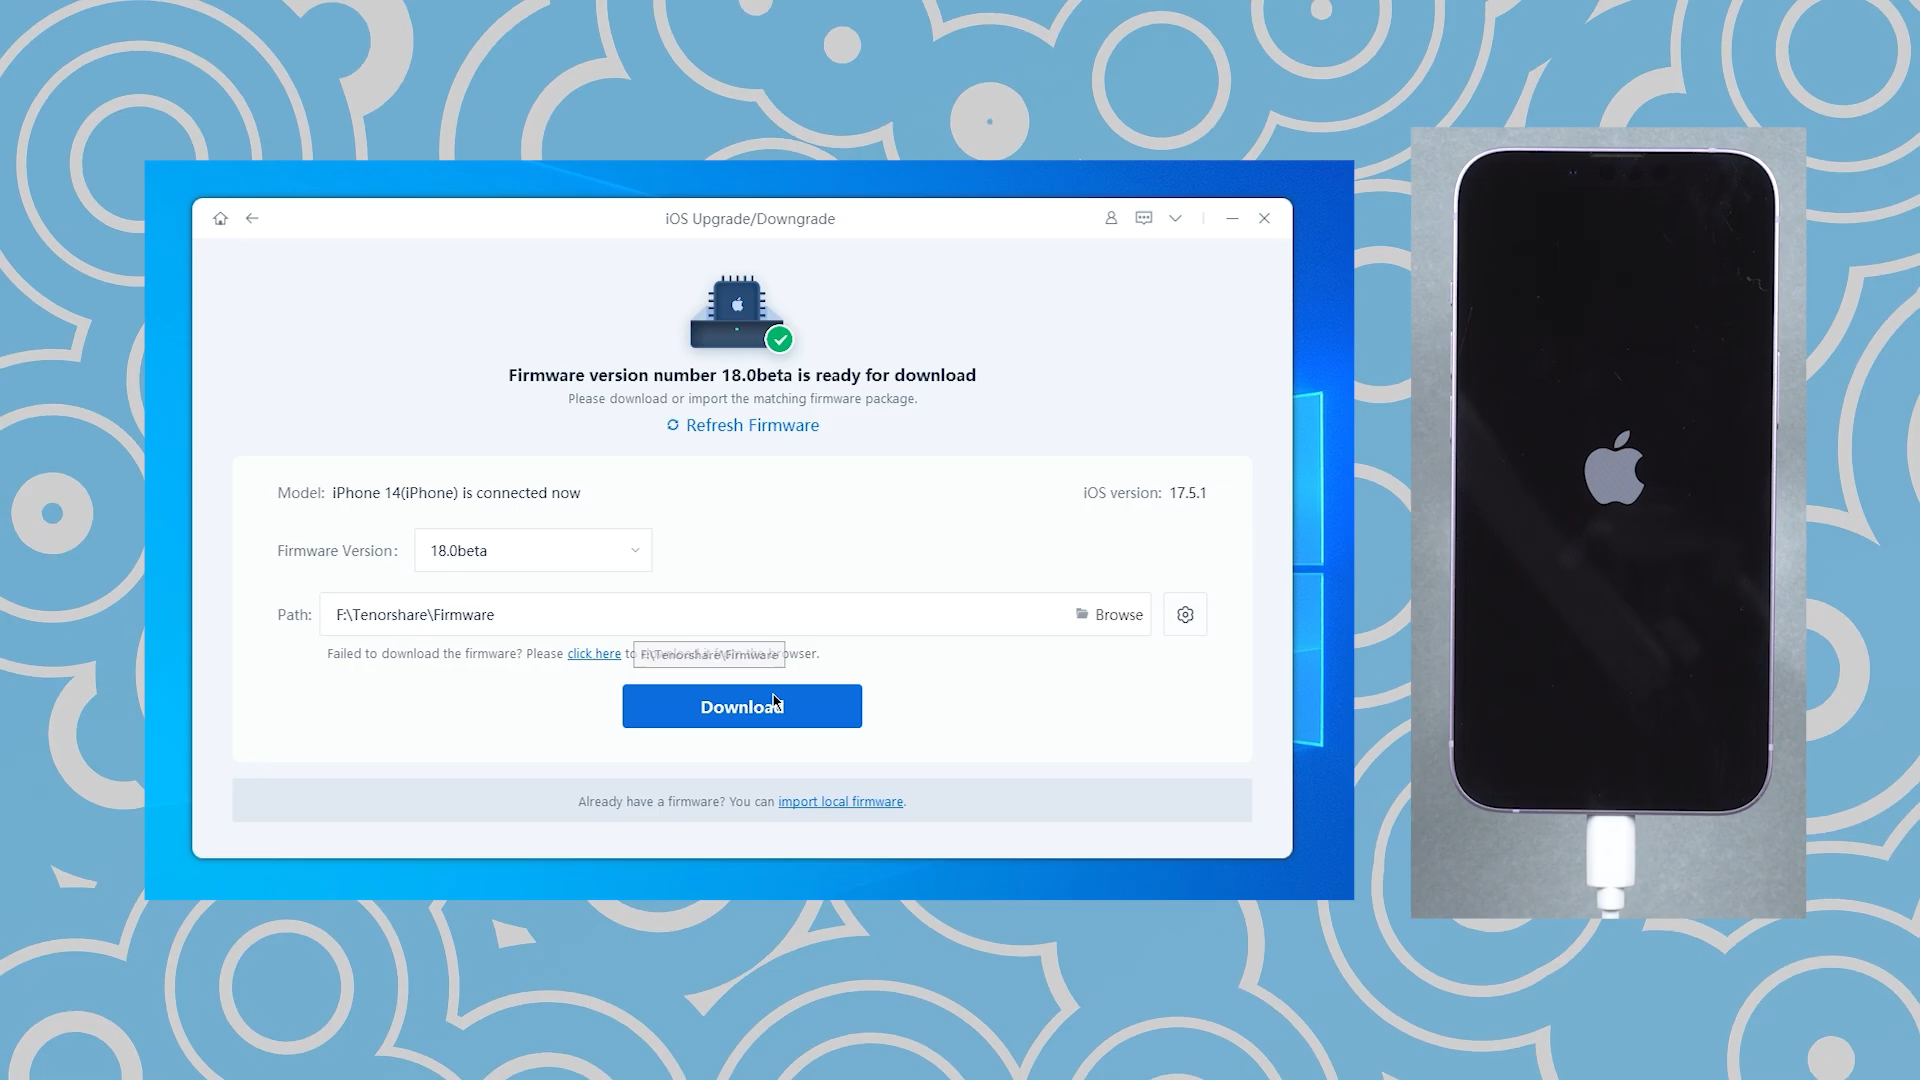 iOS Upgrade/Downgrade
Firmware version number 18.0beta is ready for download
Please download or import the matching firmware package.
Refresh Firmware
Model: iPhone 14(iPhone) is connected now
iOS version: 17.5.1
Firmware Version:
18.0beta
Path:
F:\Tenorshare\Firmware
Browse
Failed to download the firmware? Please click here to
F:\Tenorshare\Firmware
browser.
Download
Already have a firmware? You can import local firmware.